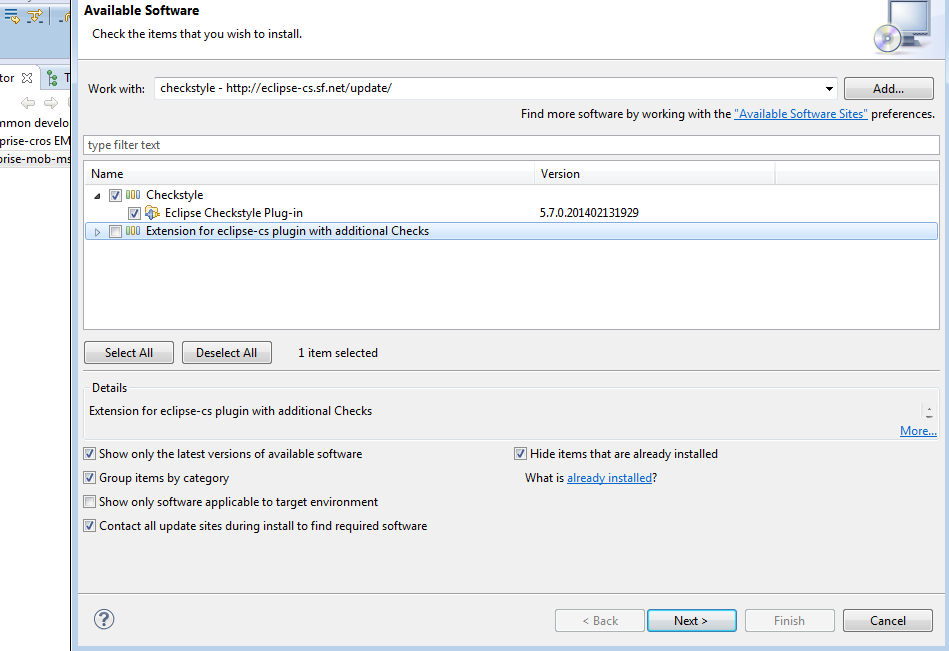 Available Software
Check the items that you wish to install.
Work with: checkstyle - http://eclipse-cs.sf.net/update/ Add...
Find more software by working with the "Available Software Sites" preferences.
type filter text
Name Version
Checkstyle
Eclipse Checkstyle Plug-in 5.7.0.201402131929
Extension for eclipse-cs plugin with additional Checks
Select All Deselect All 1 item selected
Details
Extension for eclipse-cs plugin with additional Checks
More...
Show only the latest versions of available software Hide items that are already installed
Group items by category What is already installed?
Show only software applicable to target environment
Contact all update sites during install to find required software
? < Back Next > Finish Cancel
tor T
mmon develo
prise-cros EM
prise-mob-ms